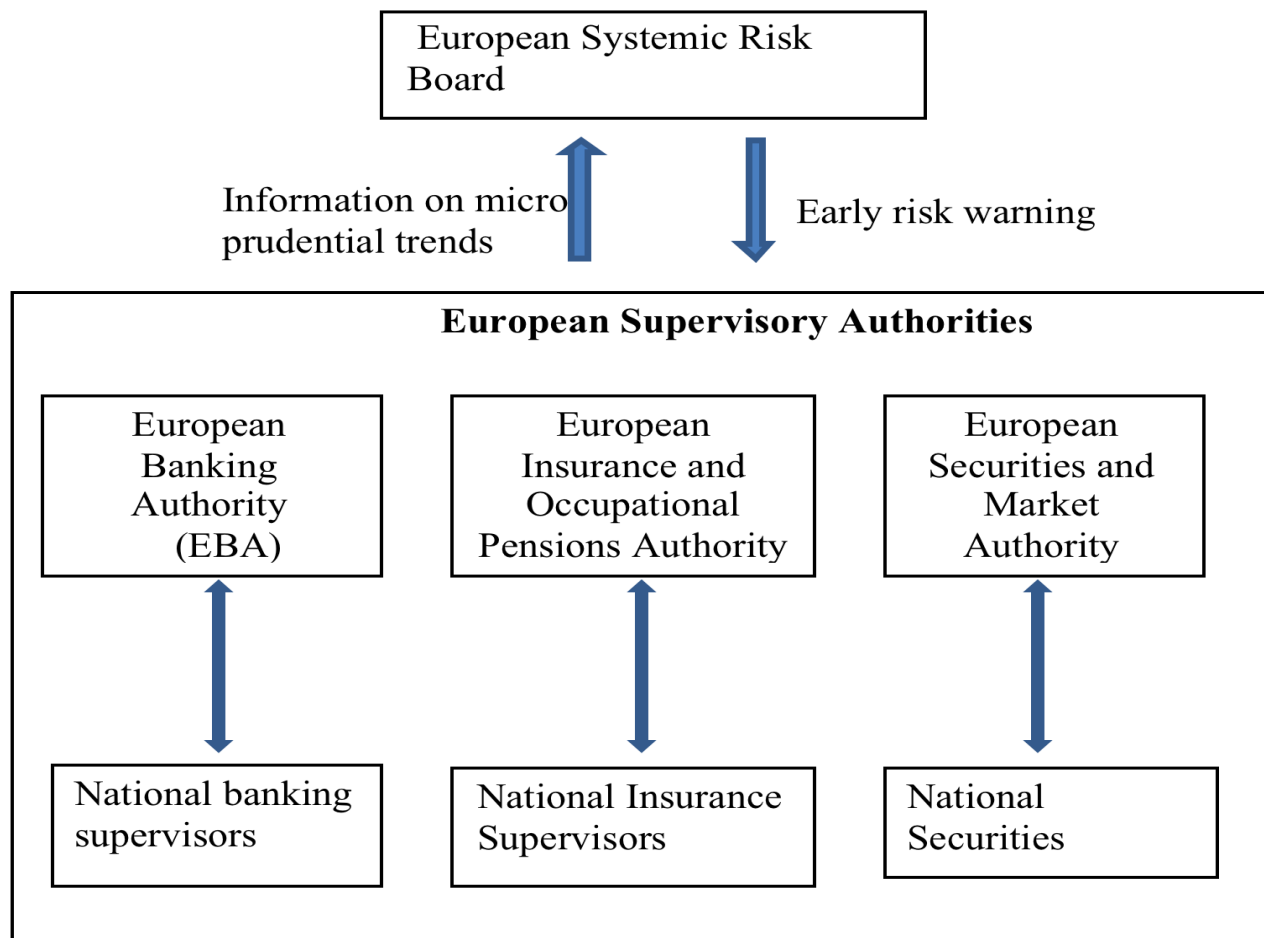 European Systemic Risk
Board
Information on micro
prudential trends
Early risk warning
European Supervisory Authorities
European
Banking
Authority
(EBA)
European
Insurance and
Occupational
Pensions Authority
European
Securities and
Market
Authority
National banking
supervisors
National Insurance
Supervisors
National
Securities